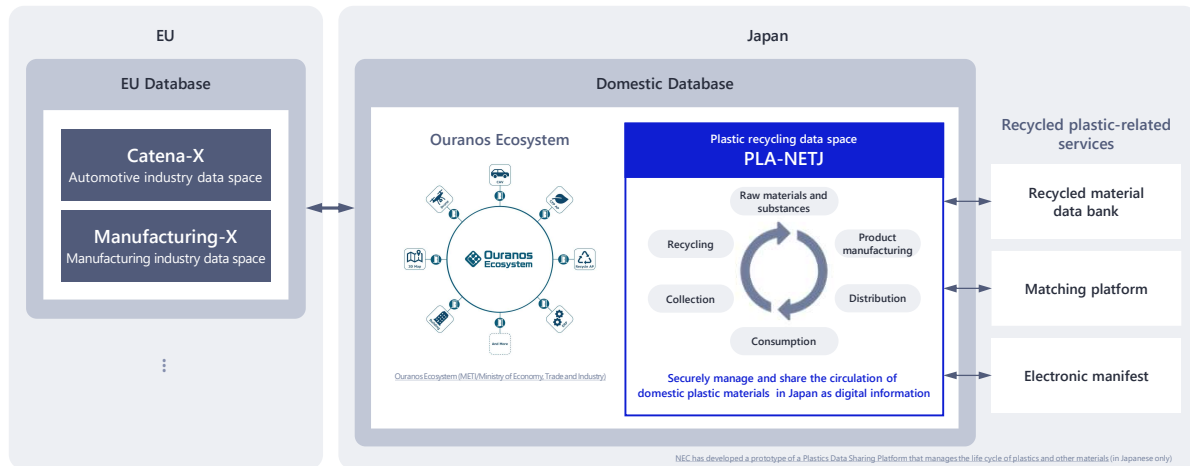 EU
EU Database
Catena-X
Automotive industry data space
Manufacturing-X
Manufacturing industry data space
Japan
Domestic Database
Ouranos Ecosystem
Ouranos
Ecosystem
3D Map
Recycle AP
And More
Ouranos Ecosystem (METI/Ministry of Economy, Trade and Industry)
Plastic recycling data space
PLA-NETJ
Raw materials and
substances
Product
manufacturing
Distribution
Consumption
Collection
Recycling
Securely manage and share the circulation of
domestic plastic materials in Japan as digital information
Recycled plastic-related
services
Recycled material
data bank
Matching platform
Electronic manifest
NEC has developed a prototype of a Plastics Data Sharing Platform that manages the life cycle of plastics and other materials (in Japanese only)